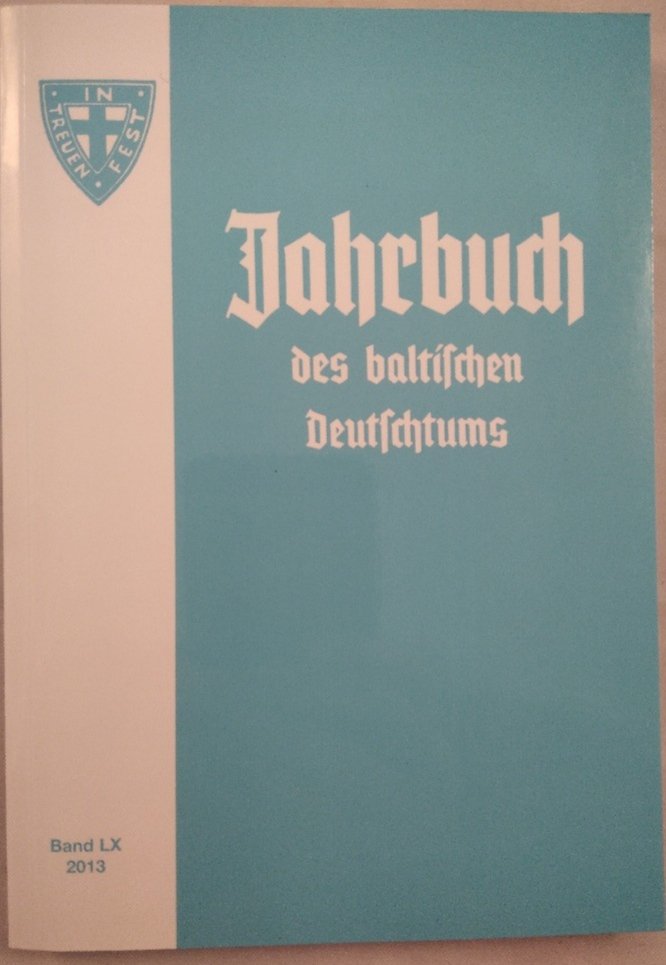 · IN ·
TREUEN · FEST
Jahrbuch
des baltiſchen
Deutſchtums
Band LX
2013